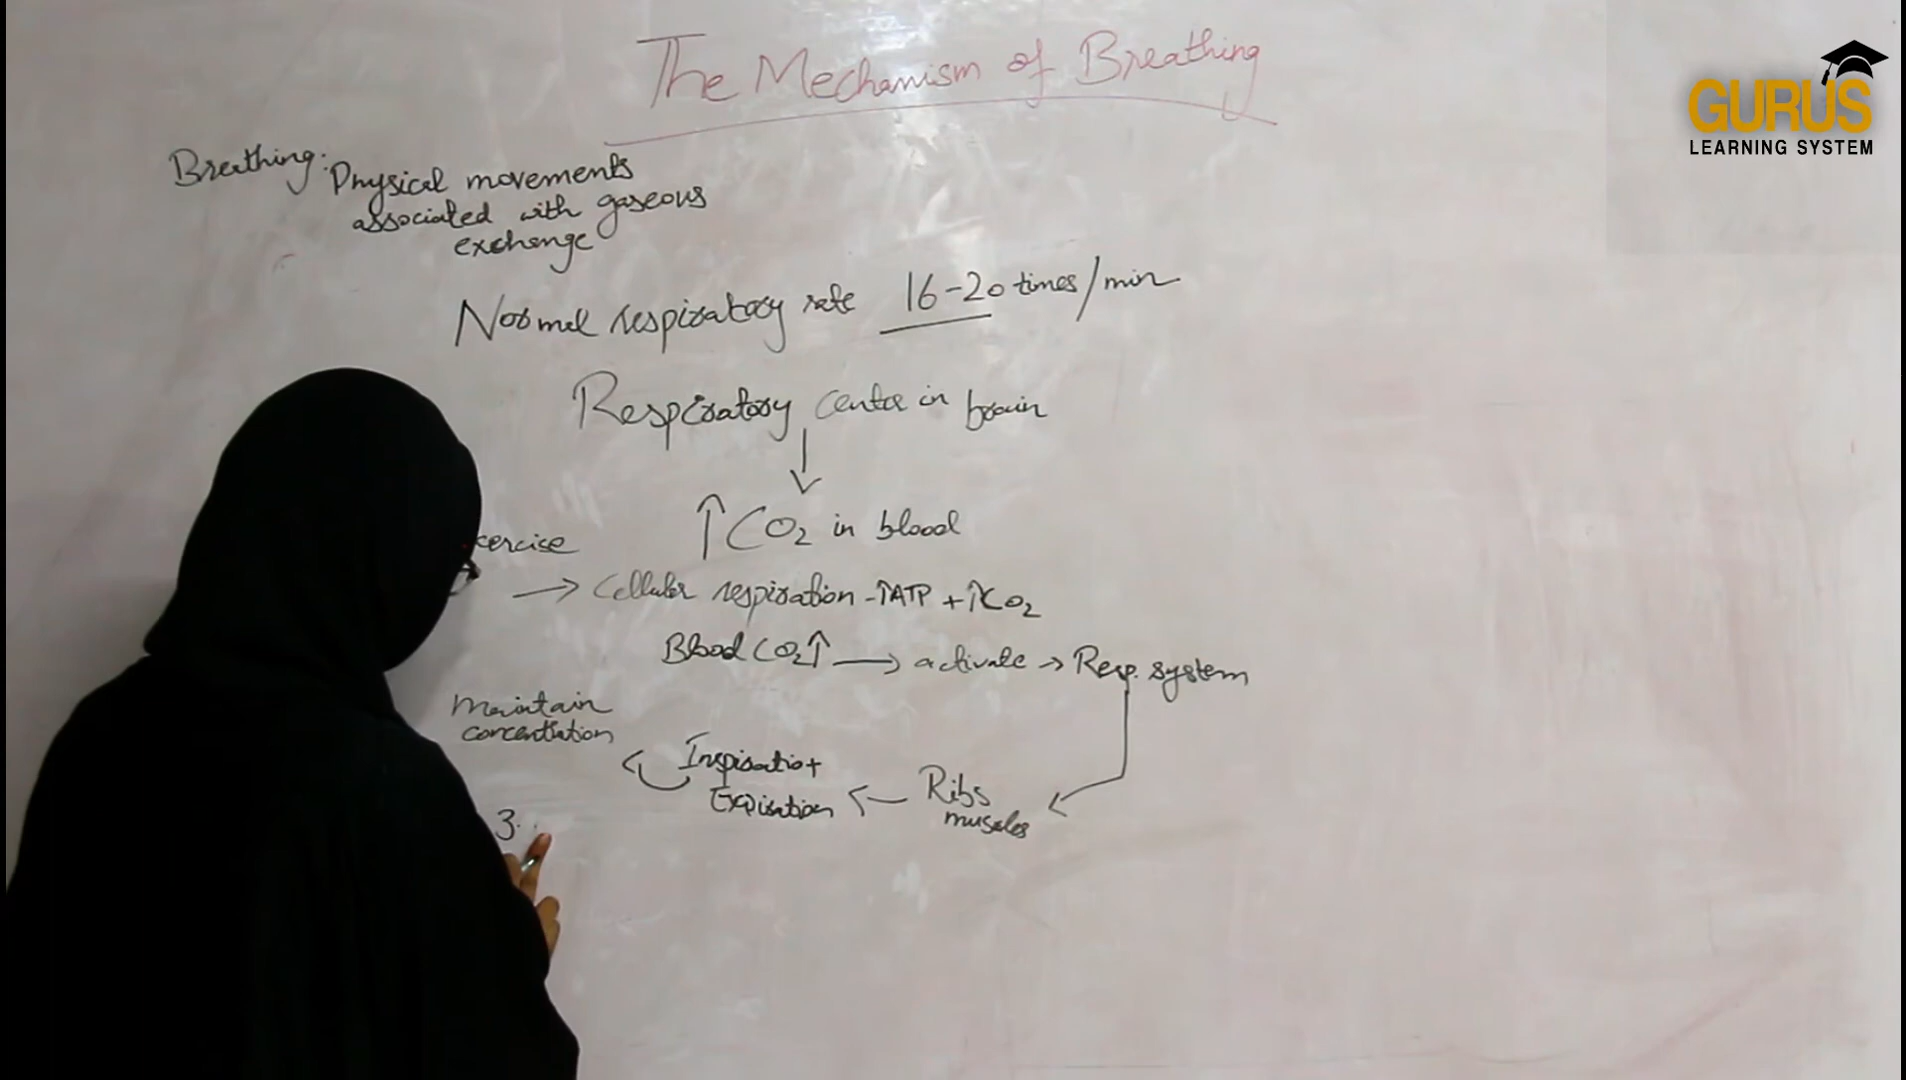 The Mechanism of Breathing
GURUS
LEARNING SYSTEM
Breathing: Physical movements
associated with gaseous
exchange
Normal respiratory rate 16-20 times/min
Respiratory centre in brain
↓
↑ CO2 in blood
xercise
→ Cellular respiration - ↑ATP + ↑CO2
Blood CO2↑ → activate → Resp. system
Maintain
concentration
Inspiratio+
Expiration ← Ribs
muscles
3.